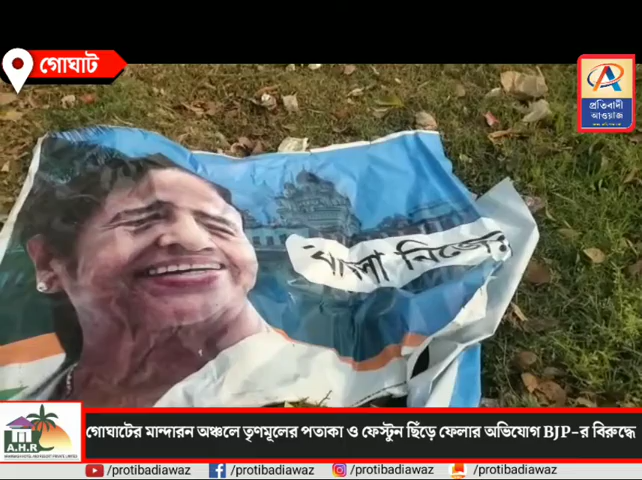 গোঘাট
প্রতিবাদী
আওয়াজ
বাংলা নিজের
A.H.R
গোঘাটের মান্দারন অঞ্চলে তৃণমূলের পতাকা ও ফেস্টুন ছিঁড়ে ফেলার অভিযোগ BJP-র বিরুদ্ধে
/protibadiawaz /protibadiawaz /protibadiawaz /protibadiawaz